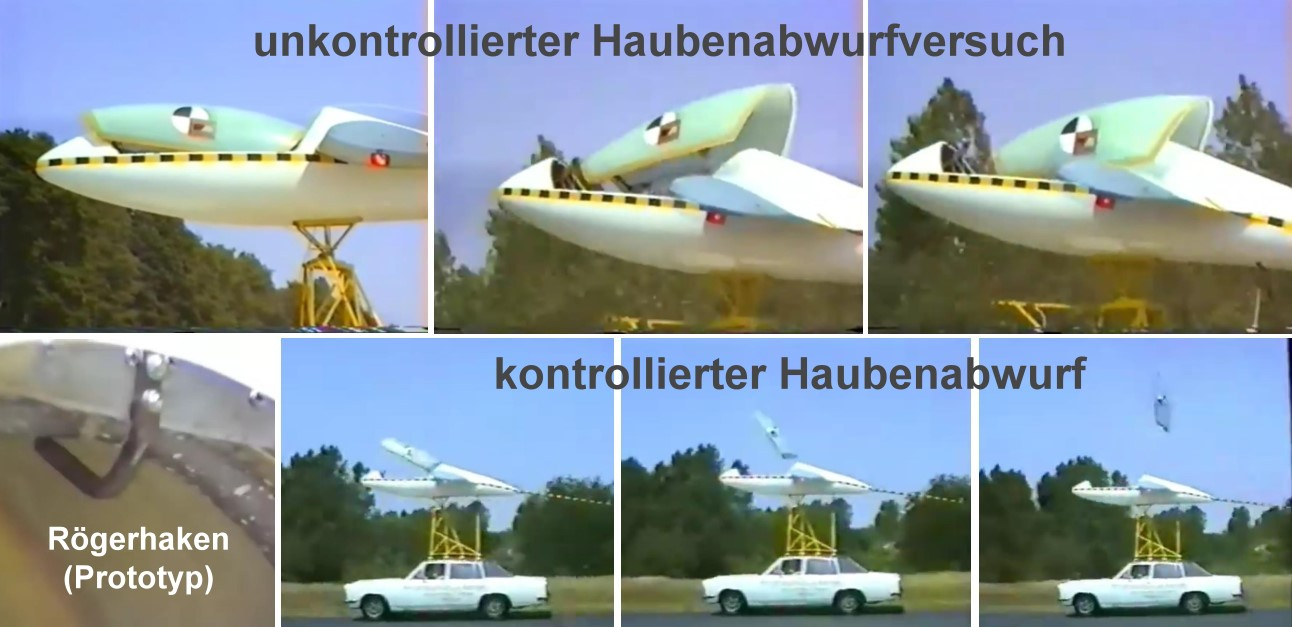 unkontrollierter Haubenabwurfversuch
kontrollierter Haubenabwurf
Rögerhaken
(Prototyp)